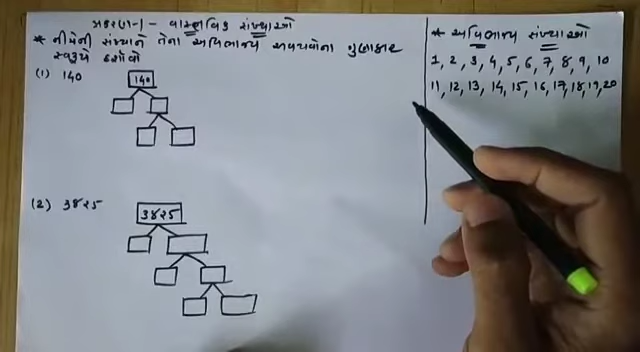 પ્રકરણ-1 - વાસ્તવિક સંખ્યાઓ
* નીચેની સંખ્યાને તેના અવિભાજ્ય અવયવોના ગુણાકાર
સ્વરૂપે દર્શાવો
(1) 140
140
(2) 3825
3825
* અવિભાજ્ય સંખ્યાઓ
1, 2, 3, 4, 5, 6, 7, 8, 9, 10
11, 12, 13, 14, 15, 16, 17, 18, 19, 20